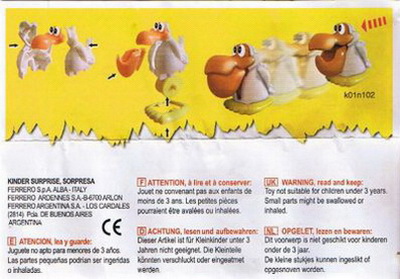 k01n102
KINDER SURPRISE, SORPRESA
FERRERO S.p.A. ALBA - ITALY
FERRERO ARDENNES S.A.-B-6700 ARLON
FERRERO ARGENTINA S.A. - LOS CARDALES
(2814) Pcia. DE BUENOS AIRES
ARGENTINA
CE
E ATENCIÓN, lea y guarde:
Juguete no apto para menores de 3 años.
Las partes pequeñas podrían ser ingeridas
o inhaladas.
F ATTENTION, à lire et à conserver:
Jouet ne convenant pas aux enfants de
moins de 3 ans. Les petites pièces
pourraient être avalées ou inhalées.
D ACHTUNG, lesen und aufbewahren:
Dieser Artikel ist für Kleinkinder unter 3
Jahren nicht geeignet. Die Kleinteile
könnten verschluckt oder eingeatmet
werden.
UK WARNING, read and keep:
Toy not suitable for children under 3 years.
Small parts might be swallowed or
inhaled.
NL OPGELET, lezen en bewaren:
Dit voorwerp is niet geschikt voor kinderen
onder 3 jaar.
De kleine stukjes kunnen ingeslikt of
opgesnoven worden.